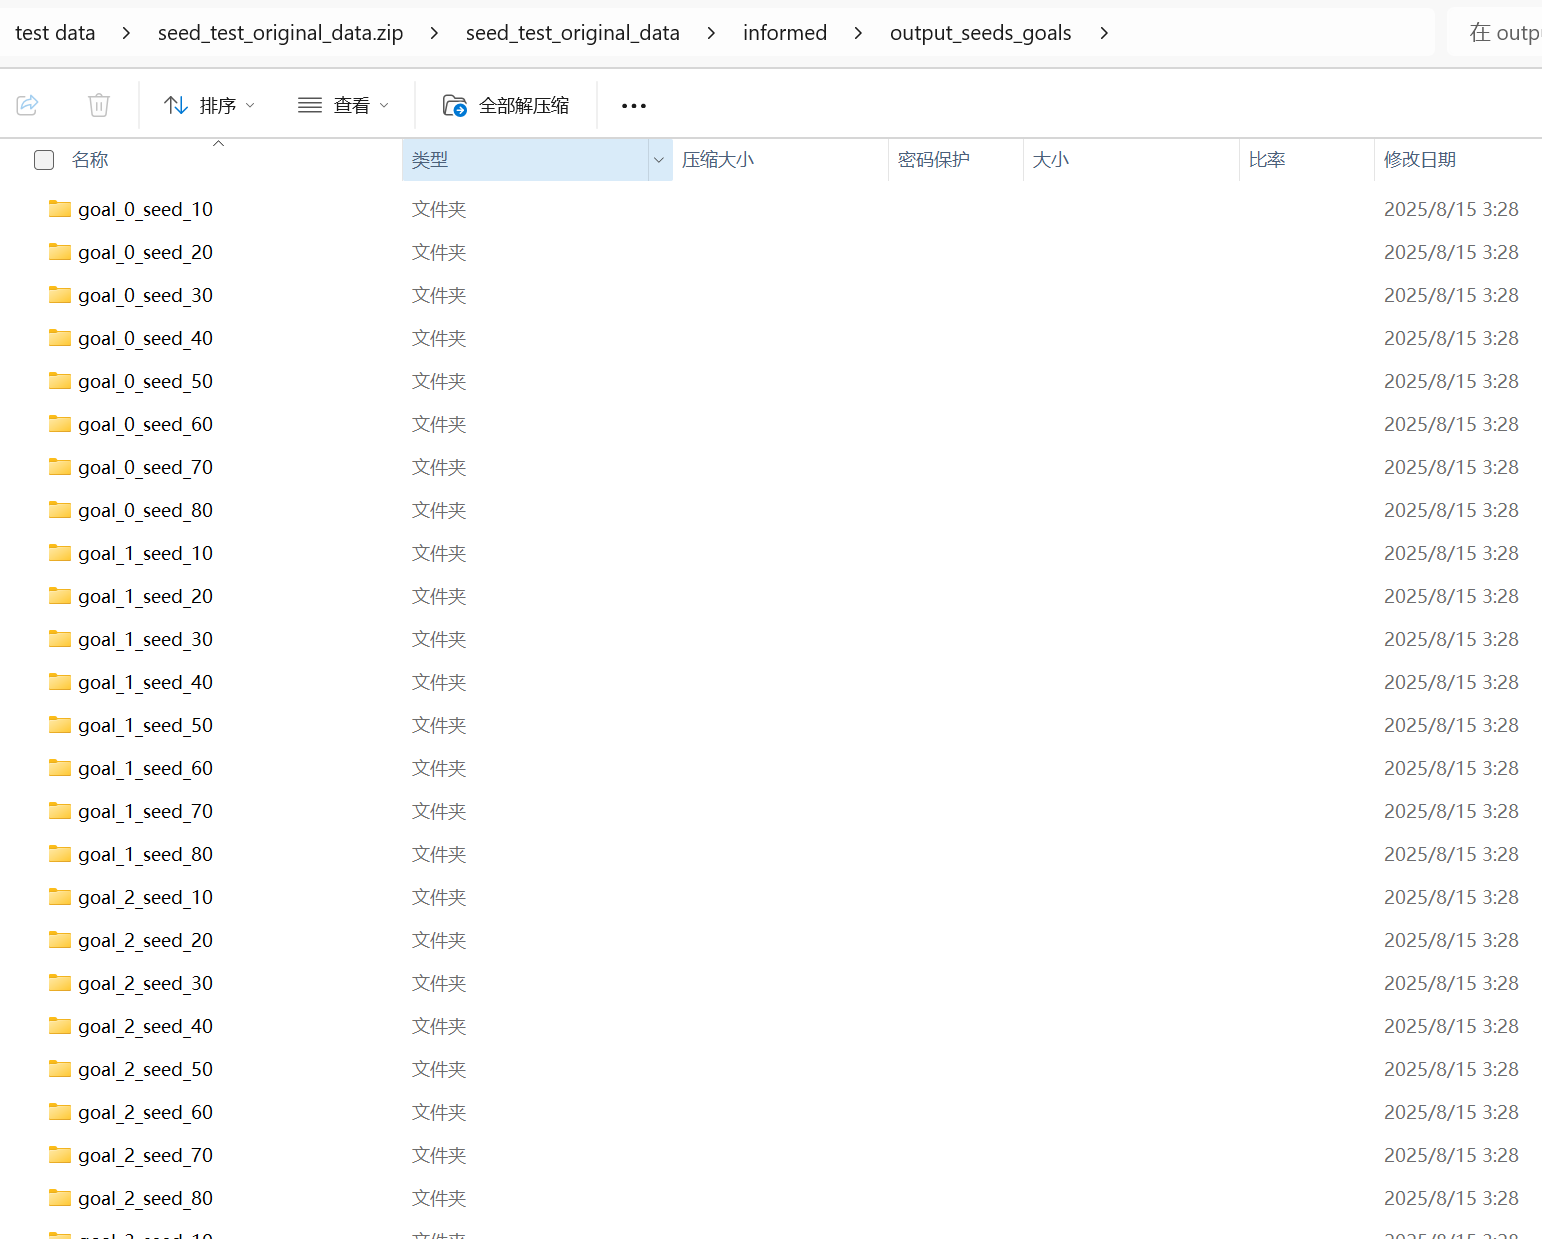 test data > seed_test_original_data.zip > seed_test_original_data > informed > output_seeds_goals > 在 outp
排序 查看 全部解压缩
名称 类型 压缩大小 密码保护 大小 比率 修改日期
goal_0_seed_10 文件夹 2025/8/15 3:28
goal_0_seed_20 文件夹 2025/8/15 3:28
goal_0_seed_30 文件夹 2025/8/15 3:28
goal_0_seed_40 文件夹 2025/8/15 3:28
goal_0_seed_50 文件夹 2025/8/15 3:28
goal_0_seed_60 文件夹 2025/8/15 3:28
goal_0_seed_70 文件夹 2025/8/15 3:28
goal_0_seed_80 文件夹 2025/8/15 3:28
goal_1_seed_10 文件夹 2025/8/15 3:28
goal_1_seed_20 文件夹 2025/8/15 3:28
goal_1_seed_30 文件夹 2025/8/15 3:28
goal_1_seed_40 文件夹 2025/8/15 3:28
goal_1_seed_50 文件夹 2025/8/15 3:28
goal_1_seed_60 文件夹 2025/8/15 3:28
goal_1_seed_70 文件夹 2025/8/15 3:28
goal_1_seed_80 文件夹 2025/8/15 3:28
goal_2_seed_10 文件夹 2025/8/15 3:28
goal_2_seed_20 文件夹 2025/8/15 3:28
goal_2_seed_30 文件夹 2025/8/15 3:28
goal_2_seed_40 文件夹 2025/8/15 3:28
goal_2_seed_50 文件夹 2025/8/15 3:28
goal_2_seed_60 文件夹 2025/8/15 3:28
goal_2_seed_70 文件夹 2025/8/15 3:28
goal_2_seed_80 文件夹 2025/8/15 3:28